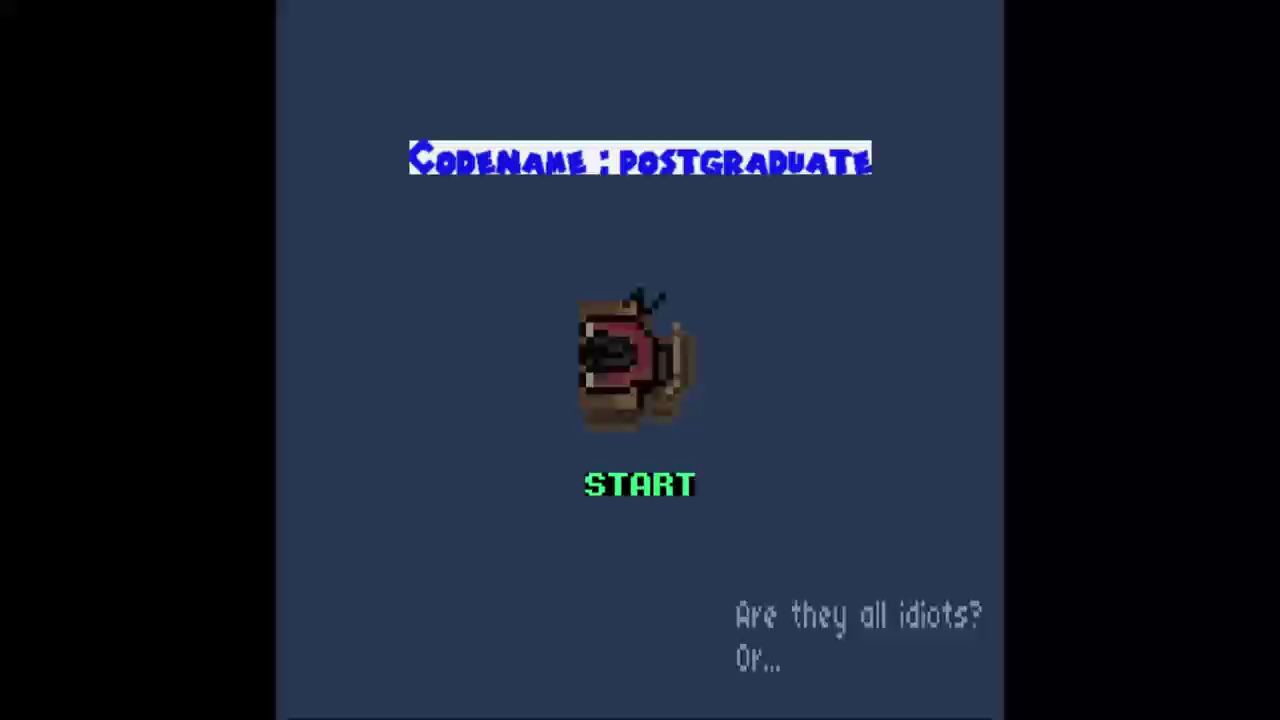 Codename : postgraduate
START
Are they all idiots?
Or...